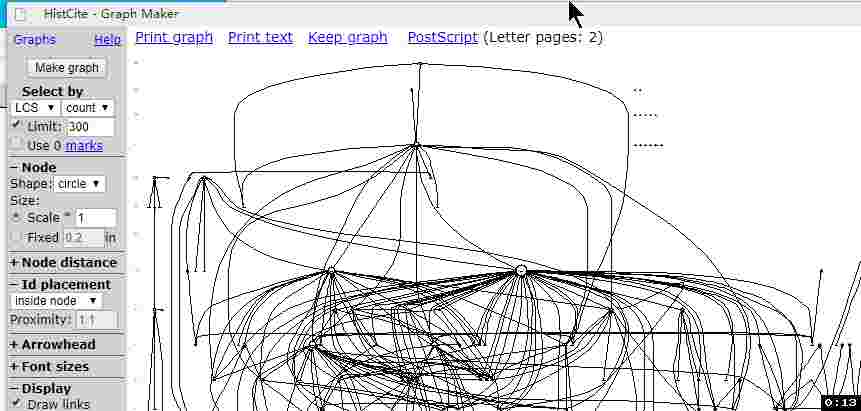 HistCite - Graph Maker
Graphs Help
Print graph Print text Keep graph PostScript (Letter pages: 2)
Make graph
Select by
LCS count
Limit: 300
Use 0 marks
Node
Shape: circle
Size:
Scale * 1
Fixed 0.2 in
+ Node distance
Id placement
inside node
Proximity: 1.1
+ Arrowhead
+ Font sizes
Display
Draw links
0:13